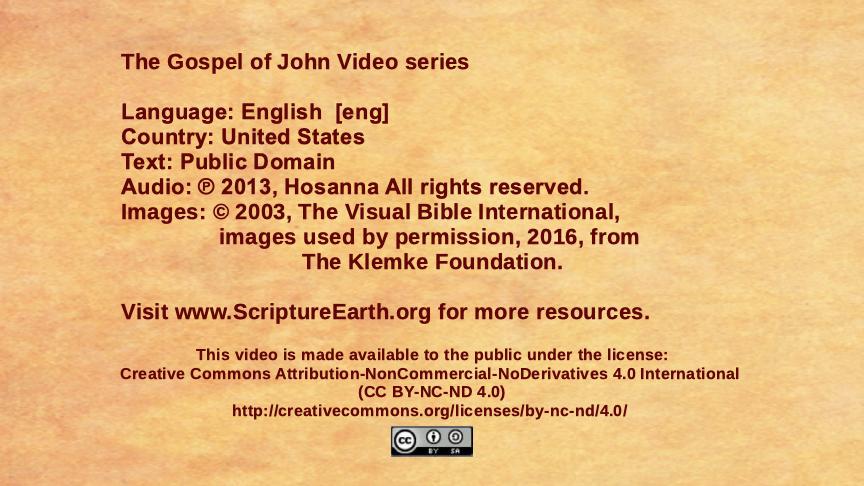 The Gospel of John Video series
Language: English [eng]
Country: United States
Text: Public Domain
Audio: ℗ 2013, Hosanna All rights reserved.
Images: © 2003, The Visual Bible International,
images used by permission, 2016, from
The Klemke Foundation.
Visit www.ScriptureEarth.org for more resources.
This video is made available to the public under the license:
Creative Commons Attribution-NonCommercial-NoDerivatives 4.0 International
(CC BY-NC-ND 4.0)
http://creativecommons.org/licenses/by-nc-nd/4.0/
cc BY SA